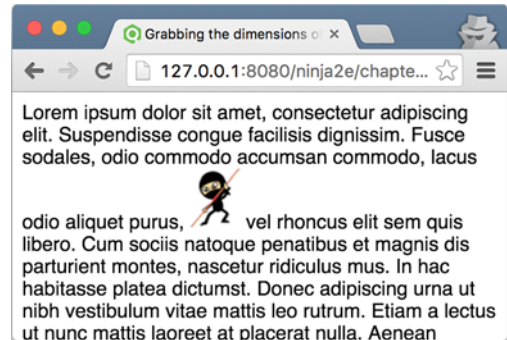 Grabbing the dimensions o
127.0.0.1:8080/ninja2e/chapte...
Lorem ipsum dolor sit amet, consectetur adipiscing
elit. Suspendisse congue facilisis dignissim. Fusce
sodales, odio commodo accumsan commodo, lacus
odio aliquet purus, vel rhoncus elit sem quis
libero. Cum sociis natoque penatibus et magnis dis
parturient montes, nascetur ridiculus mus. In hac
habitasse platea dictumst. Donec adipiscing urna ut
nibh vestibulum vitae mattis leo rutrum. Etiam a lectus
ut nunc mattis laoreet at placerat nulla. Aenean